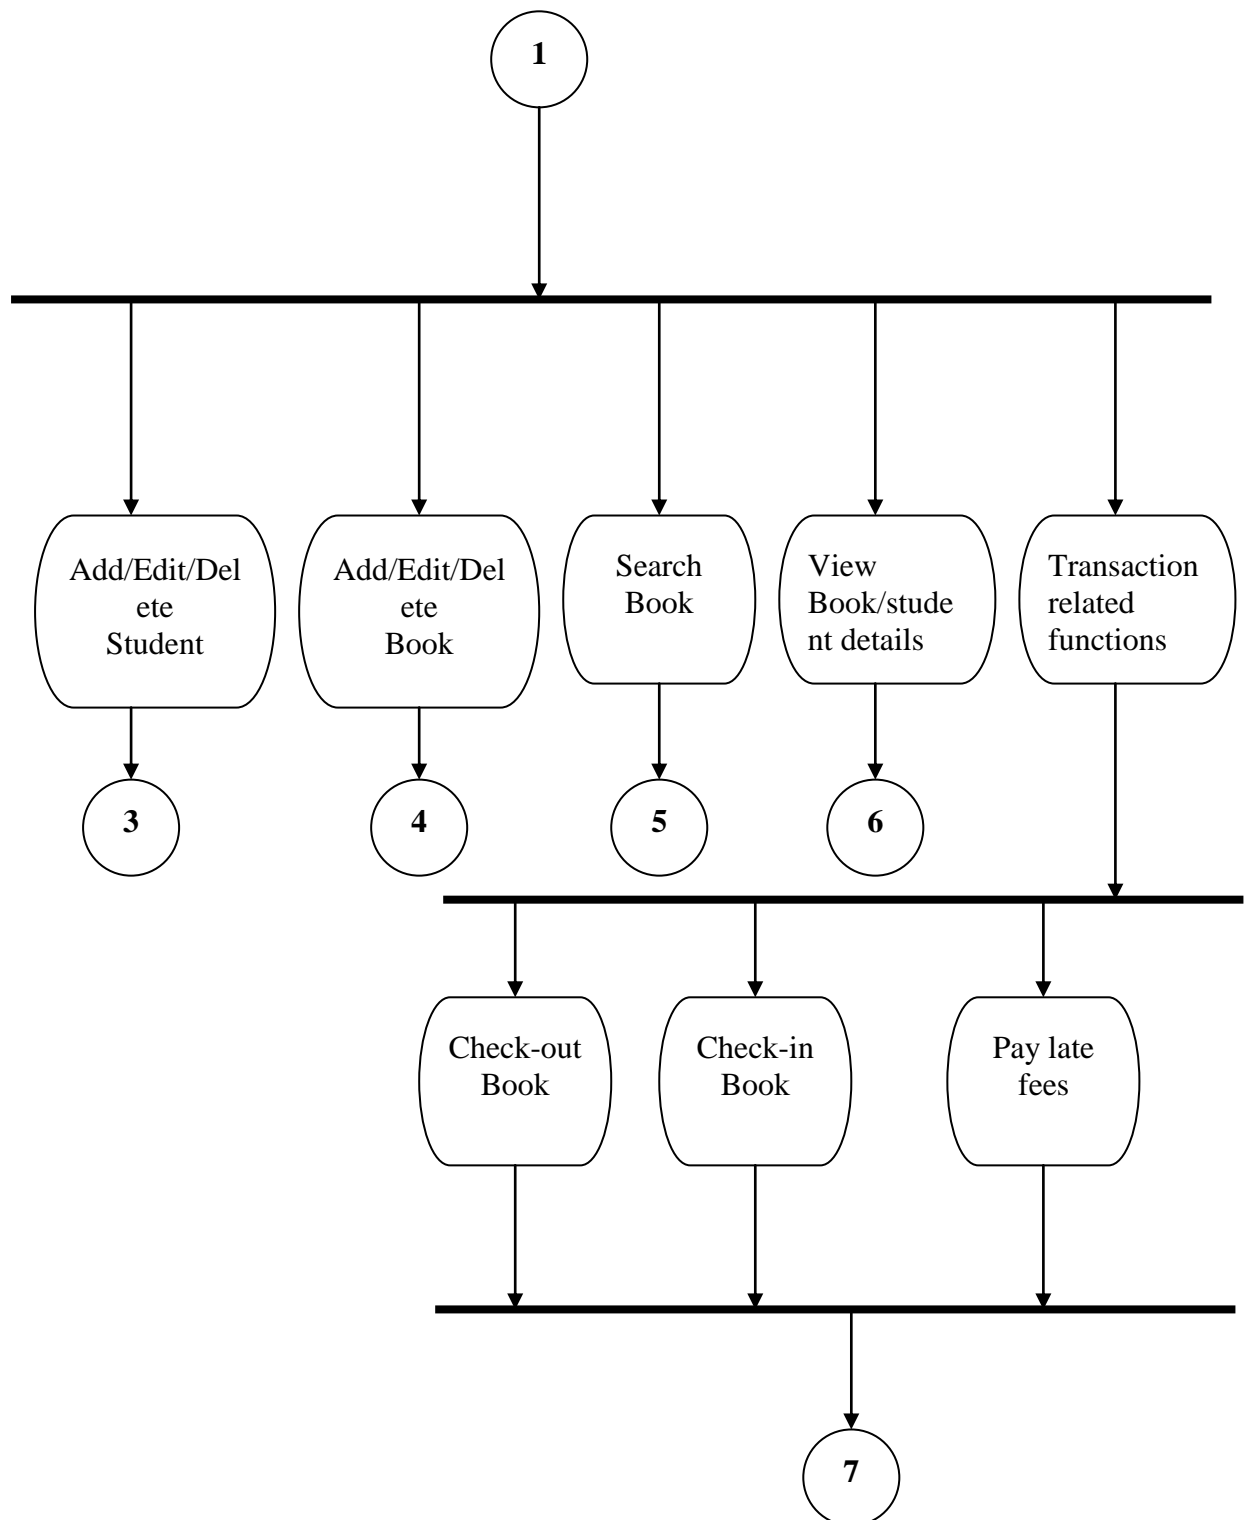 1
Add/Edit/Del
ete
Student
Add/Edit/Del
ete
Book
Search
Book
View
Book/stude
nt details
Transaction
related
functions
3
4
5
6
Check-out
Book
Check-in
Book
Pay late
fees
7